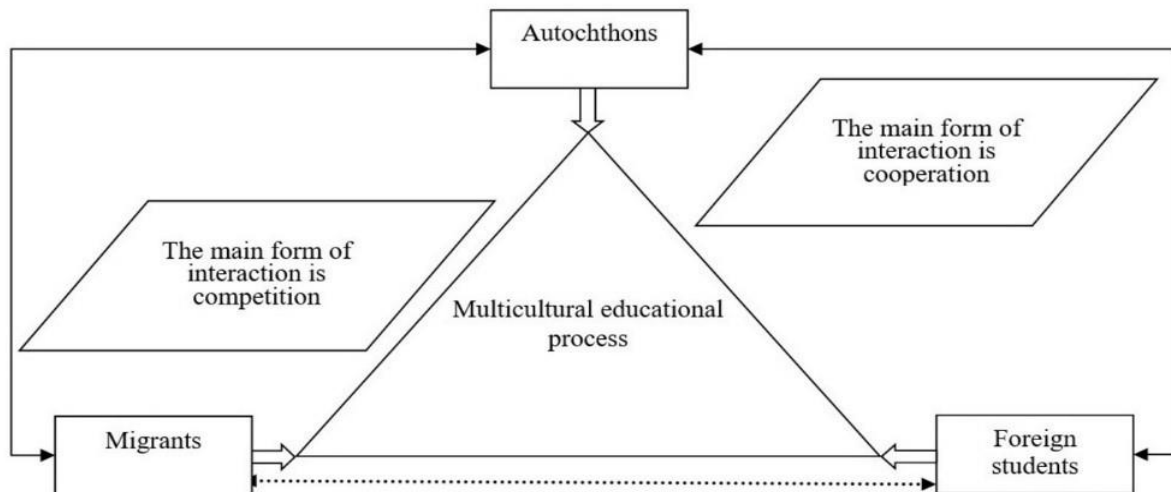 Autochthons
The main form of
interaction is
cooperation
The main form of
interaction is
competition
Multicultural educational
process
Migrants
Foreign
students